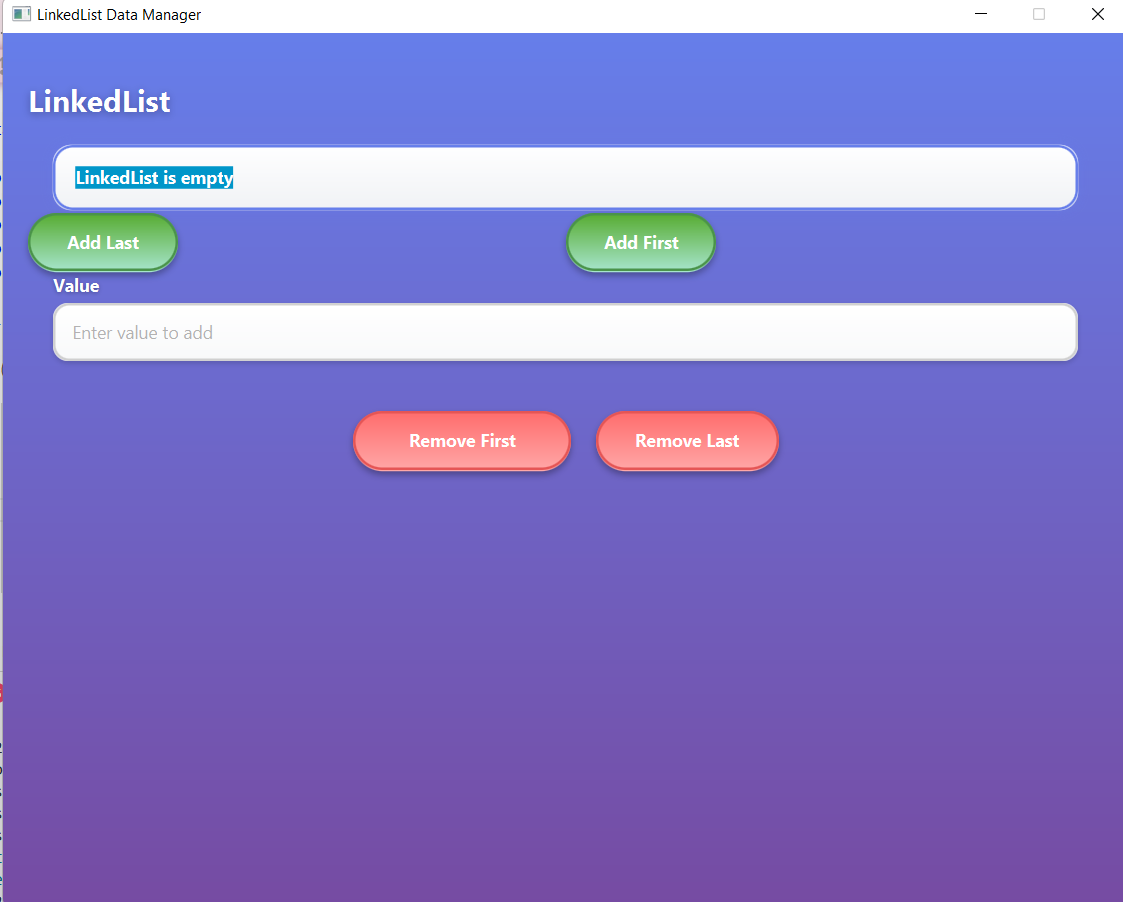 LinkedList Data Manager
LinkedList
LinkedList is empty
Add Last Add First
Value
Enter value to add
Remove First Remove Last